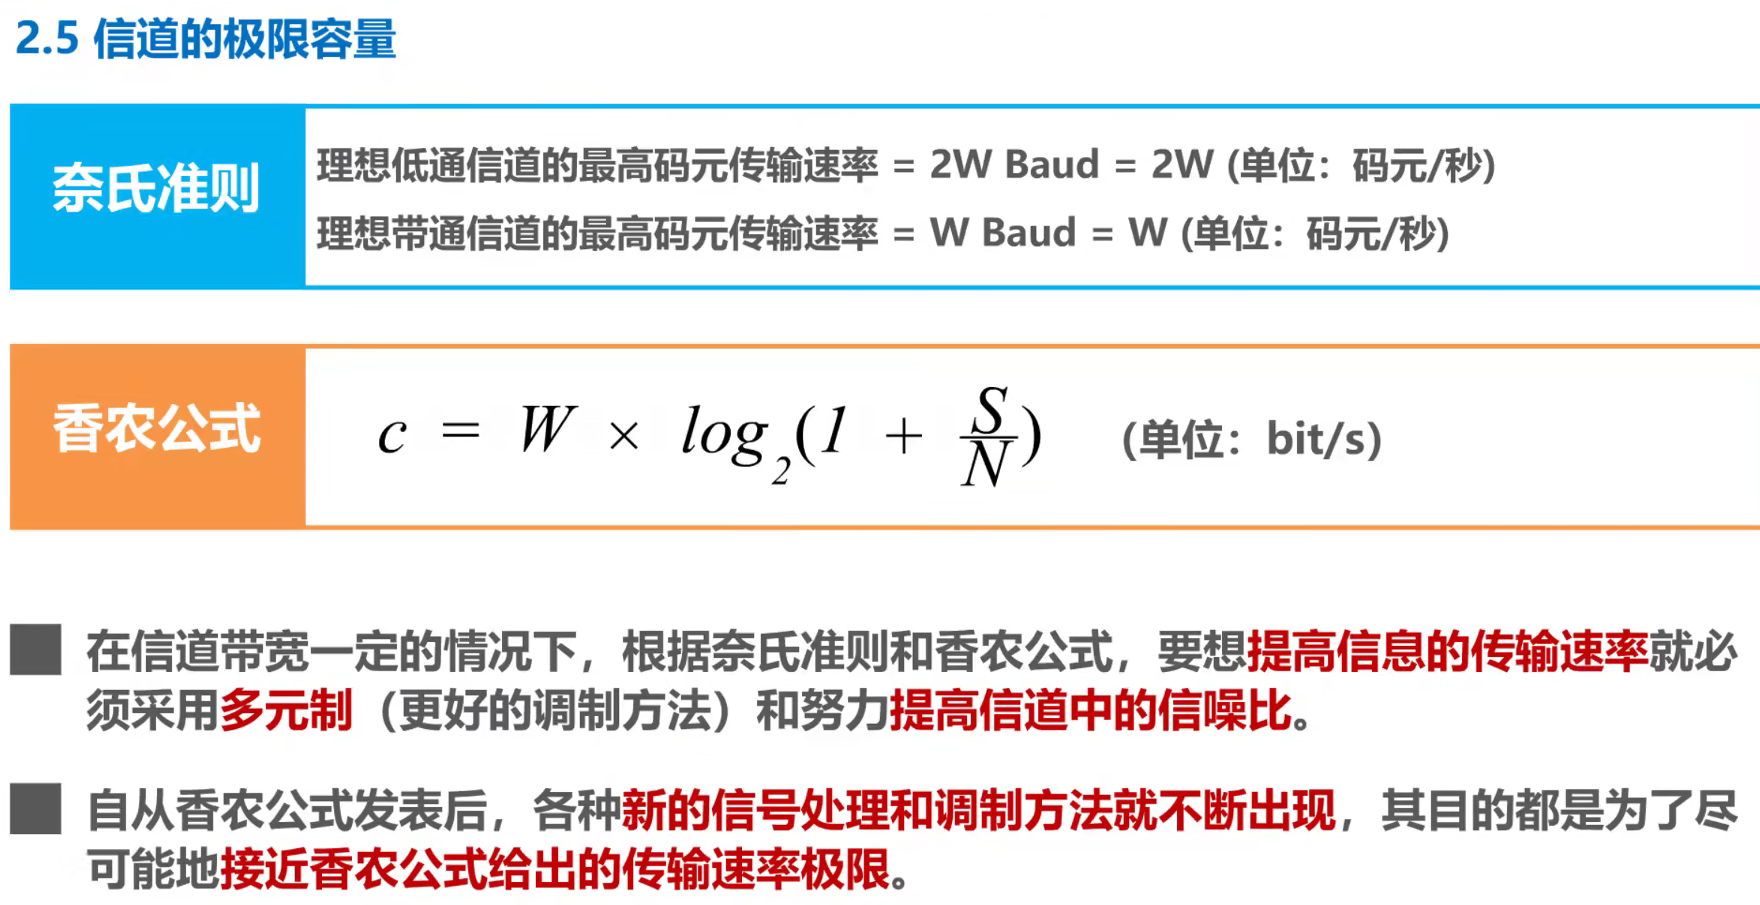 2.5 信道的极限容量
奈氏准则
理想低通信道的最高码元传输速率 = 2W Baud = 2W (单位：码元/秒)
理想带通信道的最高码元传输速率 = W Baud = W (单位：码元/秒)
香农公式
c = W × log₂(1 + S/N) (单位：bit/s)
在信道带宽一定的情况下，根据奈氏准则和香农公式，要想提高信息的传输速率就必
须采用多元制（更好的调制方法）和努力提高信道中的信噪比。
自从香农公式发表后，各种新的信号处理和调制方法就不断出现，其目的都是为了尽
可能地接近香农公式给出的传输速率极限。